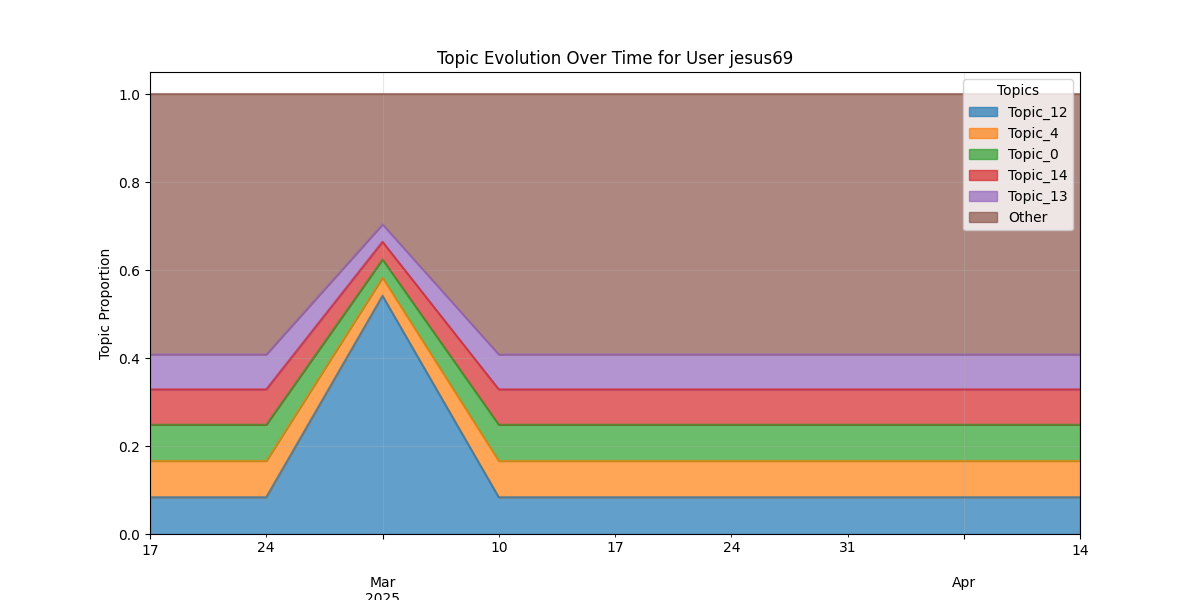 Topic Evolution Over Time for User jesus69
Topics
Topic_12
Topic_4
Topic_0
Topic_14
Topic_13
Other
Topic Proportion
1.0
0.8
0.6
0.4
0.2
0.0
17 24 10 17 24 31 14
Mar Apr
2025